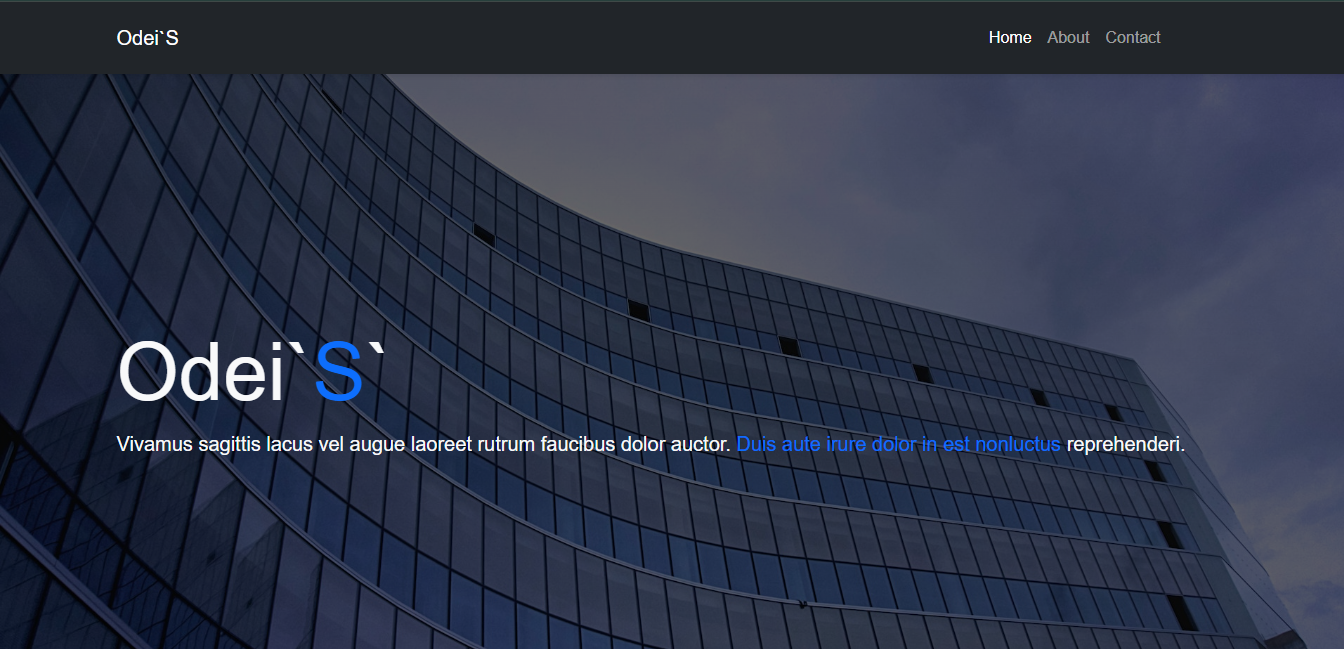 Odei`S
Home About Contact
Odei`S`
Vivamus sagittis lacus vel augue laoreet rutrum faucibus dolor auctor. Duis aute irure dolor in est nonluctus reprehenderi.